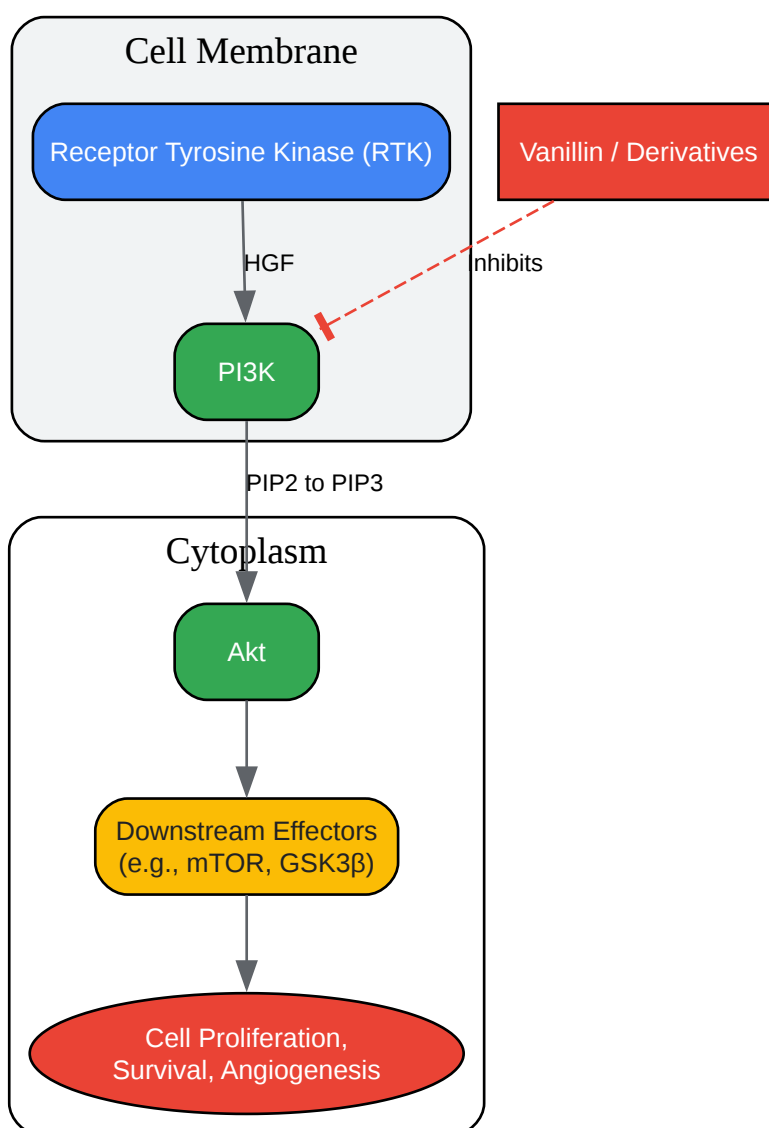 Cell Membrane
Receptor Tyrosine Kinase (RTK)
Vanillin / Derivatives
HGF
Inhibits
PI3K
PIP2 to PIP3
Cytoplasm
Akt
Downstream Effectors
(e.g., mTOR, GSK3β)
Cell Proliferation,
Survival, Angiogenesis